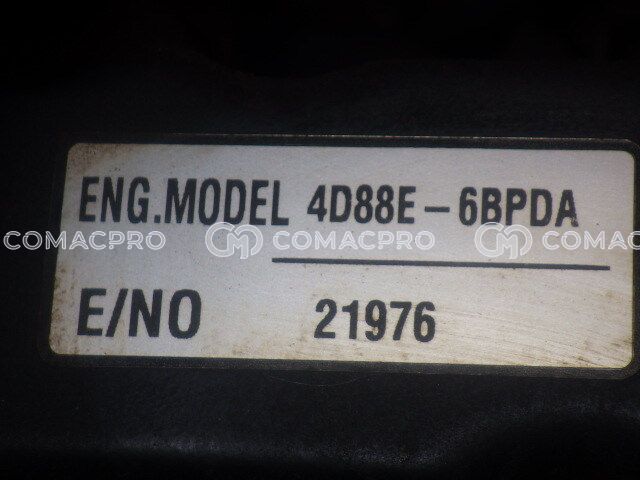 ENG.MODEL 4D88E-6BPDA
COMACPRO COMACPRO COMACPRO
E/NO 21976